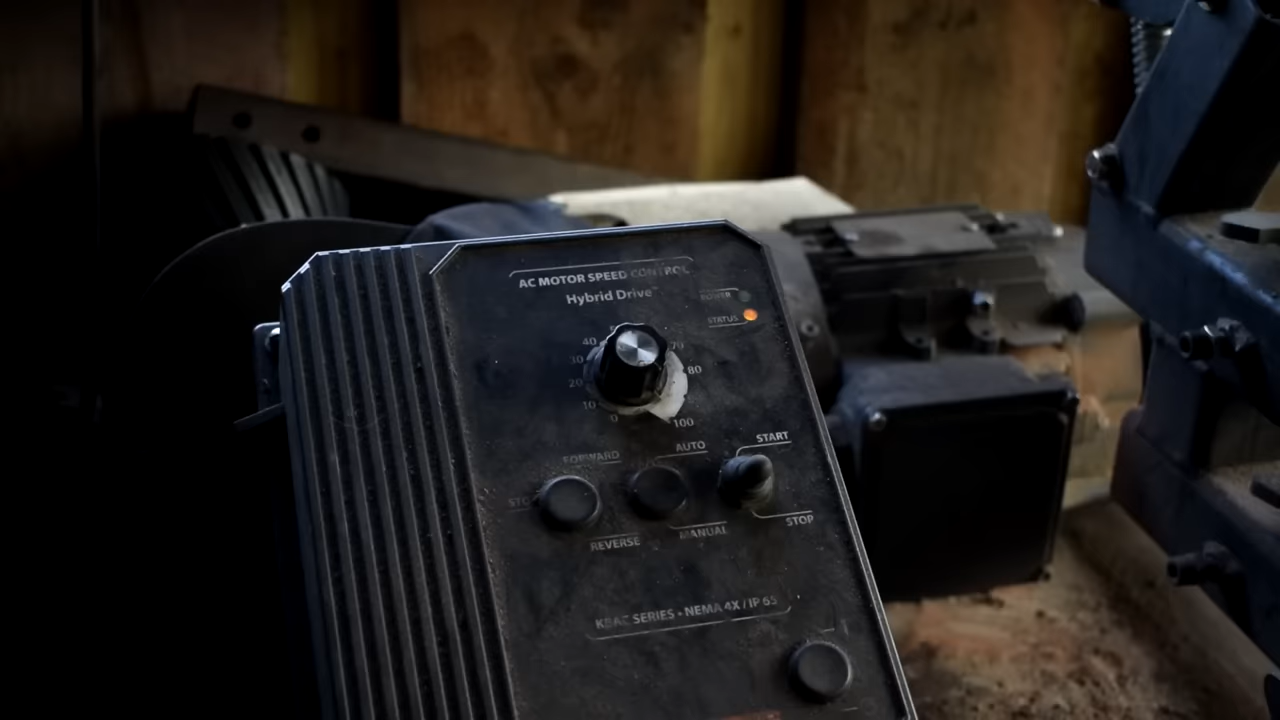 AC MOTOR SPEED CONTROL
Hybrid Drive™
POWER
STATUS
40
70
30
80
20
10
0
100
START
AUTO
FORWARD
STOP
MANUAL
REVERSE
KBAC SERIES - NEMA 4X / IP 65